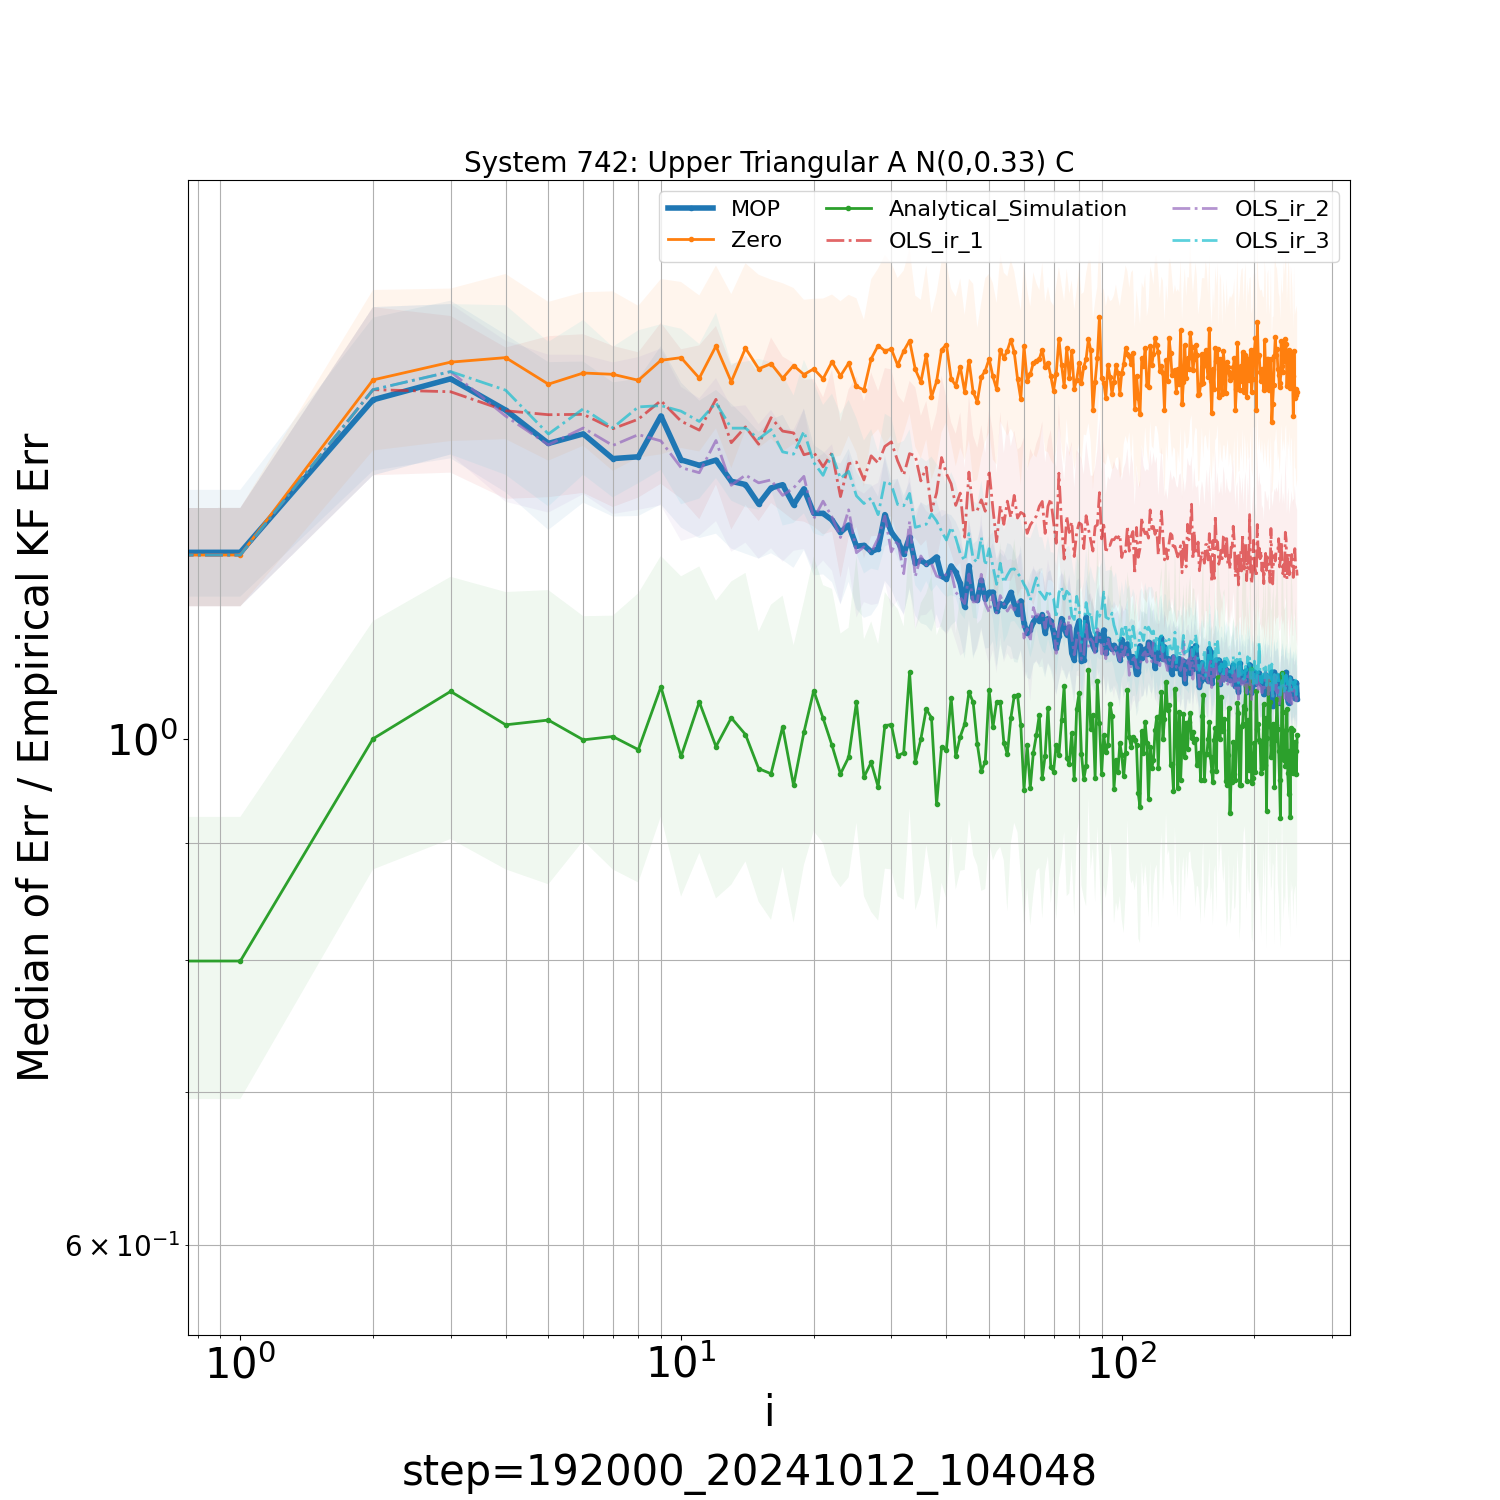 System 742: Upper Triangular A N(0,0.33) C
MOP
Zero
Analytical_Simulation
OLS_ir_1
OLS_ir_2
OLS_ir_3
Median of Err / Empirical KF Err
10⁰
6 × 10⁻¹
10⁰
10¹
10²
i
step=192000_20241012_104048